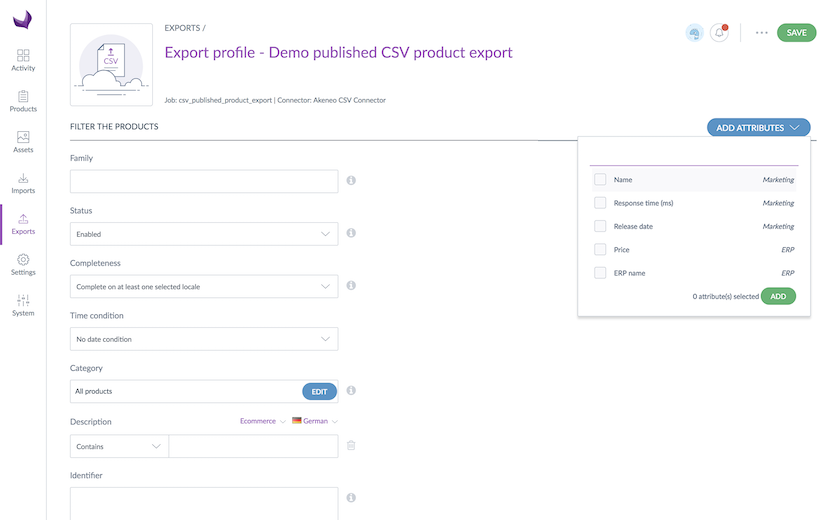 EXPORTS /
Export profile - Demo published CSV product export
SAVE
CSV
Job: csv_published_product_export | Connector: Akeneo CSV Connector
Activity
Products
Assets
Imports
Exports
Settings
System
FILTER THE PRODUCTS
ADD ATTRIBUTES
Family
Status
Enabled
Completeness
Complete on at least one selected locale
Time condition
No date condition
Category
All products
EDIT
Description
Ecommerce
German
Contains
Identifier
Name Marketing
Response time (ms) Marketing
Release date Marketing
Price ERP
ERP name ERP
0 attribute(s) selected
ADD